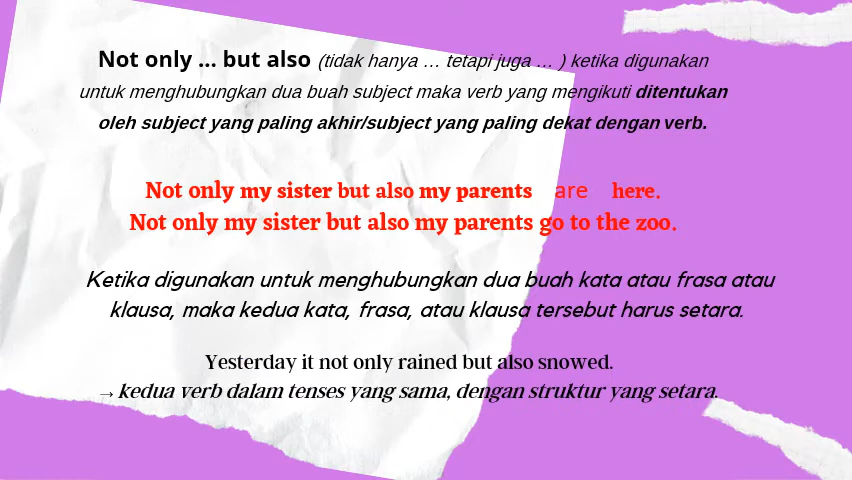 Not only ... but also (tidak hanya … tetapi juga … ) ketika digunakan
untuk menghubungkan dua buah subject maka verb yang mengikuti ditentukan
oleh subject yang paling akhir/subject yang paling dekat dengan verb.
Not only my sister but also my parents are here.
Not only my sister but also my parents go to the zoo.
Ketika digunakan untuk menghubungkan dua buah kata atau frasa atau
klausa, maka kedua kata, frasa, atau klausa tersebut harus setara.
Yesterday it not only rained but also snowed.
→ kedua verb dalam tenses yang sama, dengan struktur yang setara.